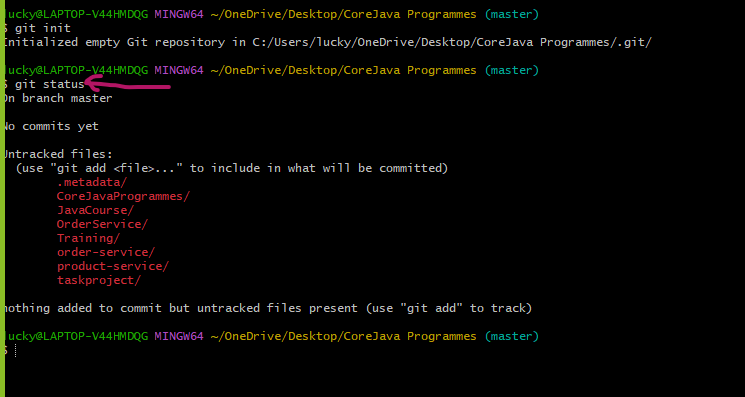 lucky@LAPTOP-V44HMDQG MINGW64 ~/OneDrive/Desktop/CoreJava Programmes (master)
$ git init
Initialized empty Git repository in C:/Users/lucky/OneDrive/Desktop/CoreJava Programmes/.git/
lucky@LAPTOP-V44HMDQG MINGW64 ~/OneDrive/Desktop/CoreJava Programmes (master)
$ git status
On branch master
No commits yet
Untracked files:
(use "git add <file>..." to include in what will be committed)
.metadata/
CoreJavaProgrammes/
JavaCourse/
OrderService/
Training/
order-service/
product-service/
taskproject/
nothing added to commit but untracked files present (use "git add" to track)
lucky@LAPTOP-V44HMDQG MINGW64 ~/OneDrive/Desktop/CoreJava Programmes (master)
$